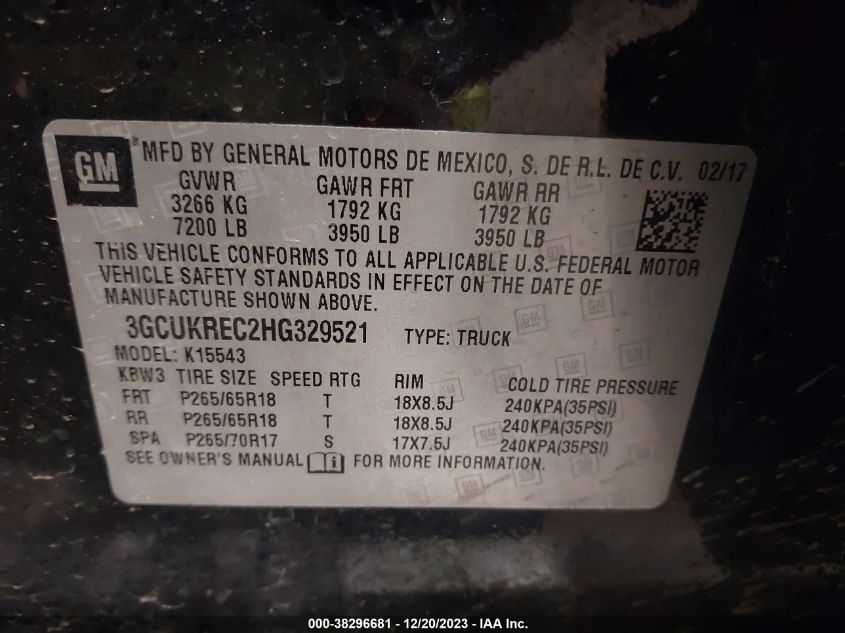 GM ® MFD BY GENERAL MOTORS DE MEXICO, S. DE R.L. DE C.V. 02/17
GVWR GAWR FRT GAWR RR
3266 KG 1792 KG 1792 KG
7200 LB 3950 LB 3950 LB
THIS VEHICLE CONFORMS TO ALL APPLICABLE U.S. FEDERAL MOTOR
VEHICLE SAFETY STANDARDS IN EFFECT ON THE DATE OF
MANUFACTURE SHOWN ABOVE.
3GCUKREC2HG329521 TYPE: TRUCK
MODEL: K15543
KBW3 TIRE SIZE SPEED RTG RIM COLD TIRE PRESSURE
FRT P265/65R18 T 18X8.5J 240KPA(35PSI)
RR P265/65R18 T 18X8.5J 240KPA(35PSI)
SPA P265/70R17 S 17X7.5J 240KPA(35PSI)
SEE OWNER'S MANUAL FOR MORE INFORMATION.
000-38296681 - 12/20/2023 - IAA Inc.